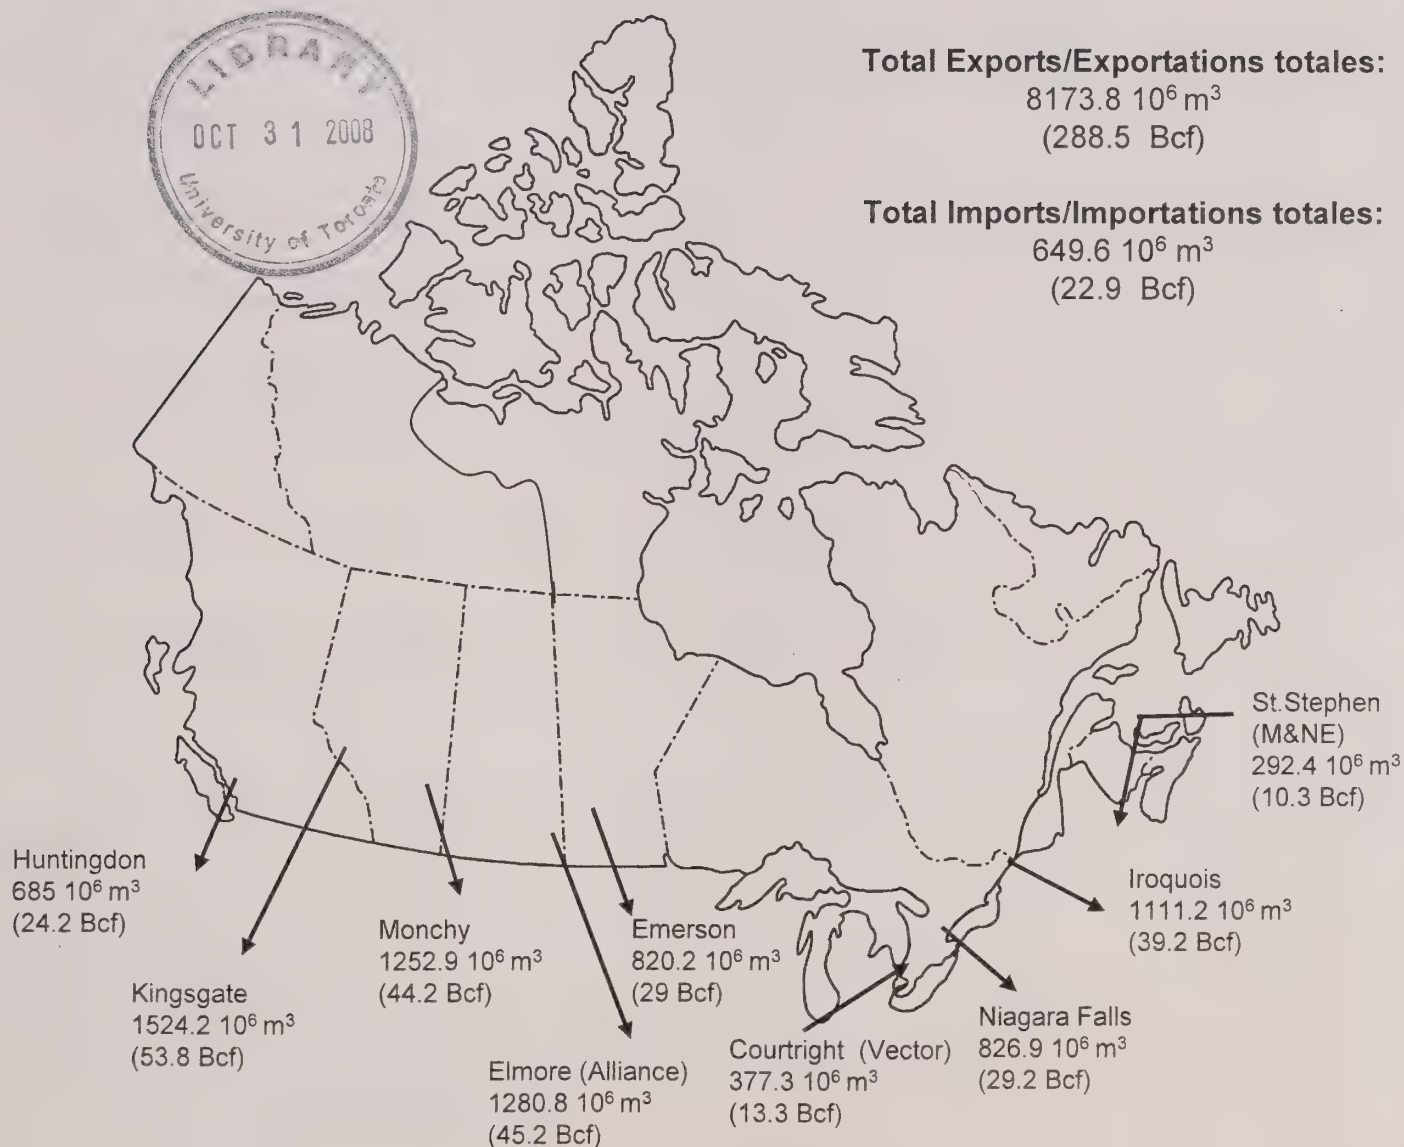 LIBRARY
OCT 31 2008
University of Toronto
Total Exports/Exportations totales:
8173.8 10⁶ m³
(288.5 Bcf)
Total Imports/Importations totales:
649.6 10⁶ m³
(22.9 Bcf)
St.Stephen
(M&NE)
292.4 10⁶ m³
(10.3 Bcf)
Huntingdon
685 10⁶ m³
(24.2 Bcf)
Kingsgate
1524.2 10⁶ m³
(53.8 Bcf)
Monchy
1252.9 10⁶ m³
(44.2 Bcf)
Elmore (Alliance)
1280.8 10⁶ m³
(45.2 Bcf)
Emerson
820.2 10⁶ m³
(29 Bcf)
Courtright (Vector)
377.3 10⁶ m³
(13.3 Bcf)
Niagara Falls
826.9 10⁶ m³
(29.2 Bcf)
Iroquois
1111.2 10⁶ m³
(39.2 Bcf)